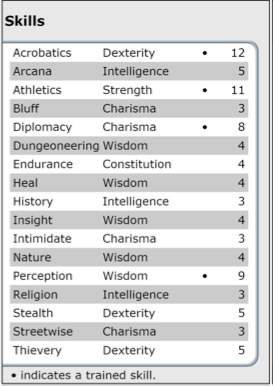 Skills
Acrobatics Dexterity • 12
Arcana Intelligence 5
Athletics Strength • 11
Bluff Charisma 3
Diplomacy Charisma • 8
Dungeoneering Wisdom 4
Endurance Constitution 4
Heal Wisdom 4
History Intelligence 3
Insight Wisdom 4
Intimidate Charisma 3
Nature Wisdom 4
Perception Wisdom • 9
Religion Intelligence 3
Stealth Dexterity 5
Streetwise Charisma 3
Thievery Dexterity 5
• indicates a trained skill.